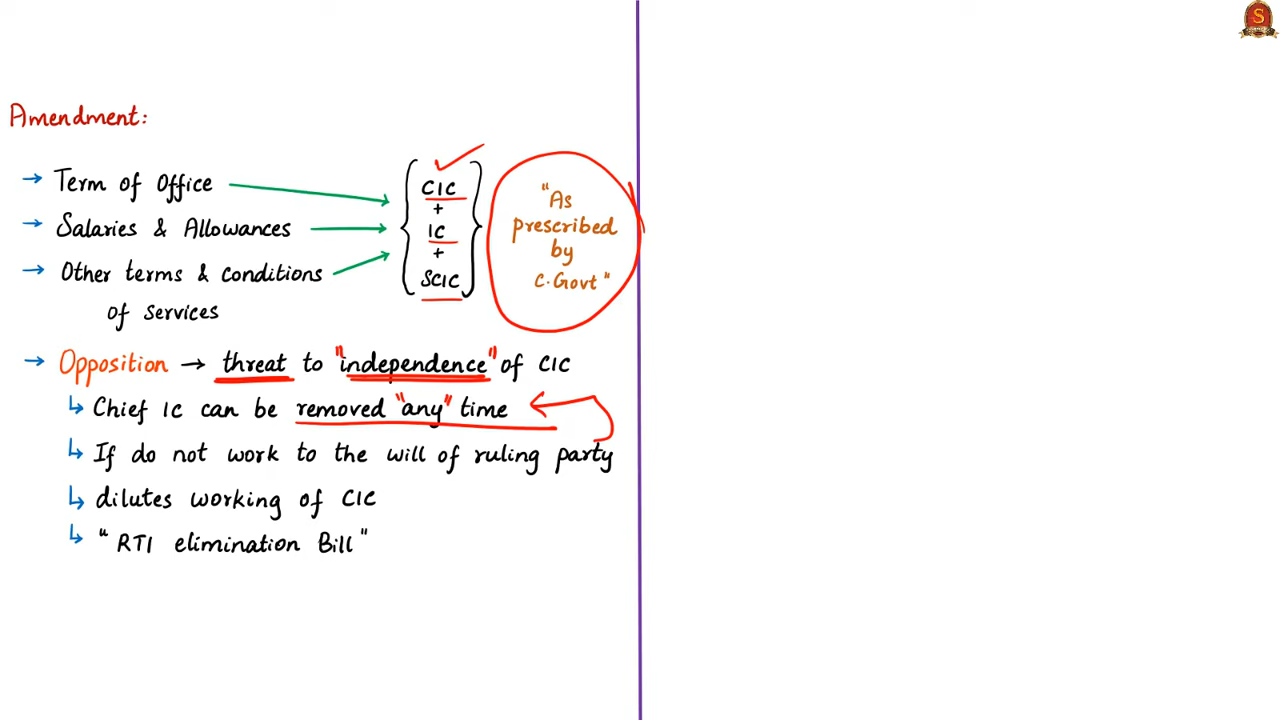 Amendment:
→ Term of Office
→ Salaries & Allowances
→ Other terms & conditions
of services
{ CIC
+
IC
+
SCIC }
"As
prescribed
by
C. Govt"
→ Opposition → threat to "independence" of CIC
↳ Chief IC can be removed "any" time
↳ If do not work to the will of ruling party
↳ dilutes working of CIC
↳ "RTI elimination Bill"
S